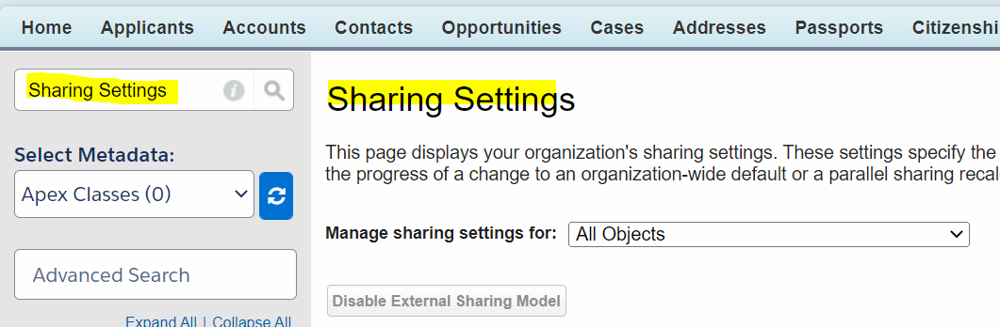 Home Applicants Accounts Contacts Opportunities Cases Addresses Passports Citizenshi
Sharing Settings
Select Metadata:
Apex Classes (0)
Advanced Search
Expand All | Collapse All
Sharing Settings
This page displays your organization's sharing settings. These settings specify the
the progress of a change to an organization-wide default or a parallel sharing recal
Manage sharing settings for: All Objects
Disable External Sharing Model